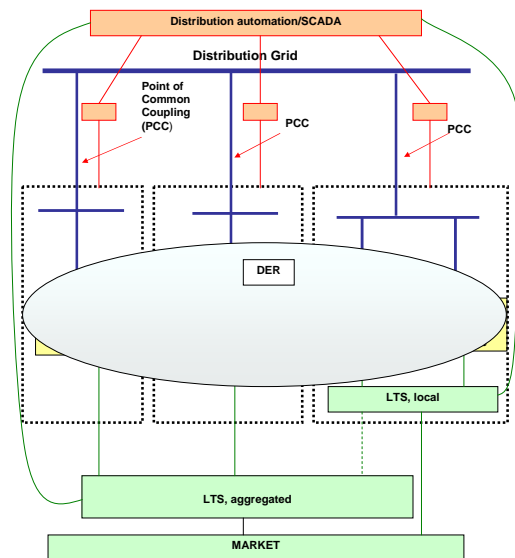 Distribution automation/SCADA
Distribution Grid
Point of
Common
Coupling
(PCC)
PCC
PCC
DER
LTS, local
LTS, aggregated
MARKET